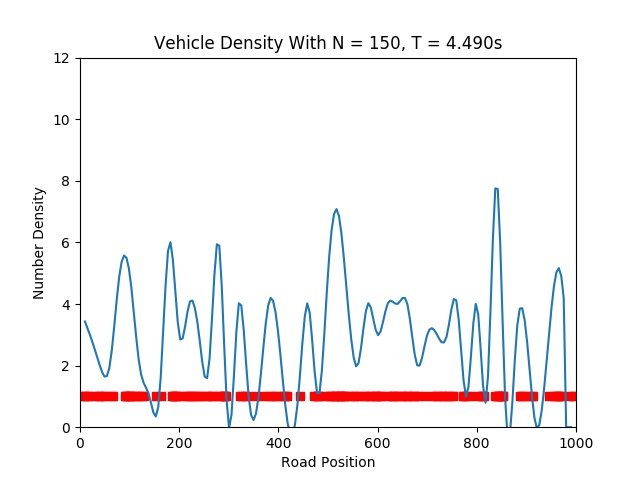 Vehicle Density With N = 150, T = 4.490s
Number Density
12
10
8
6
4
2
0
0 200 400 600 800 1000
Road Position